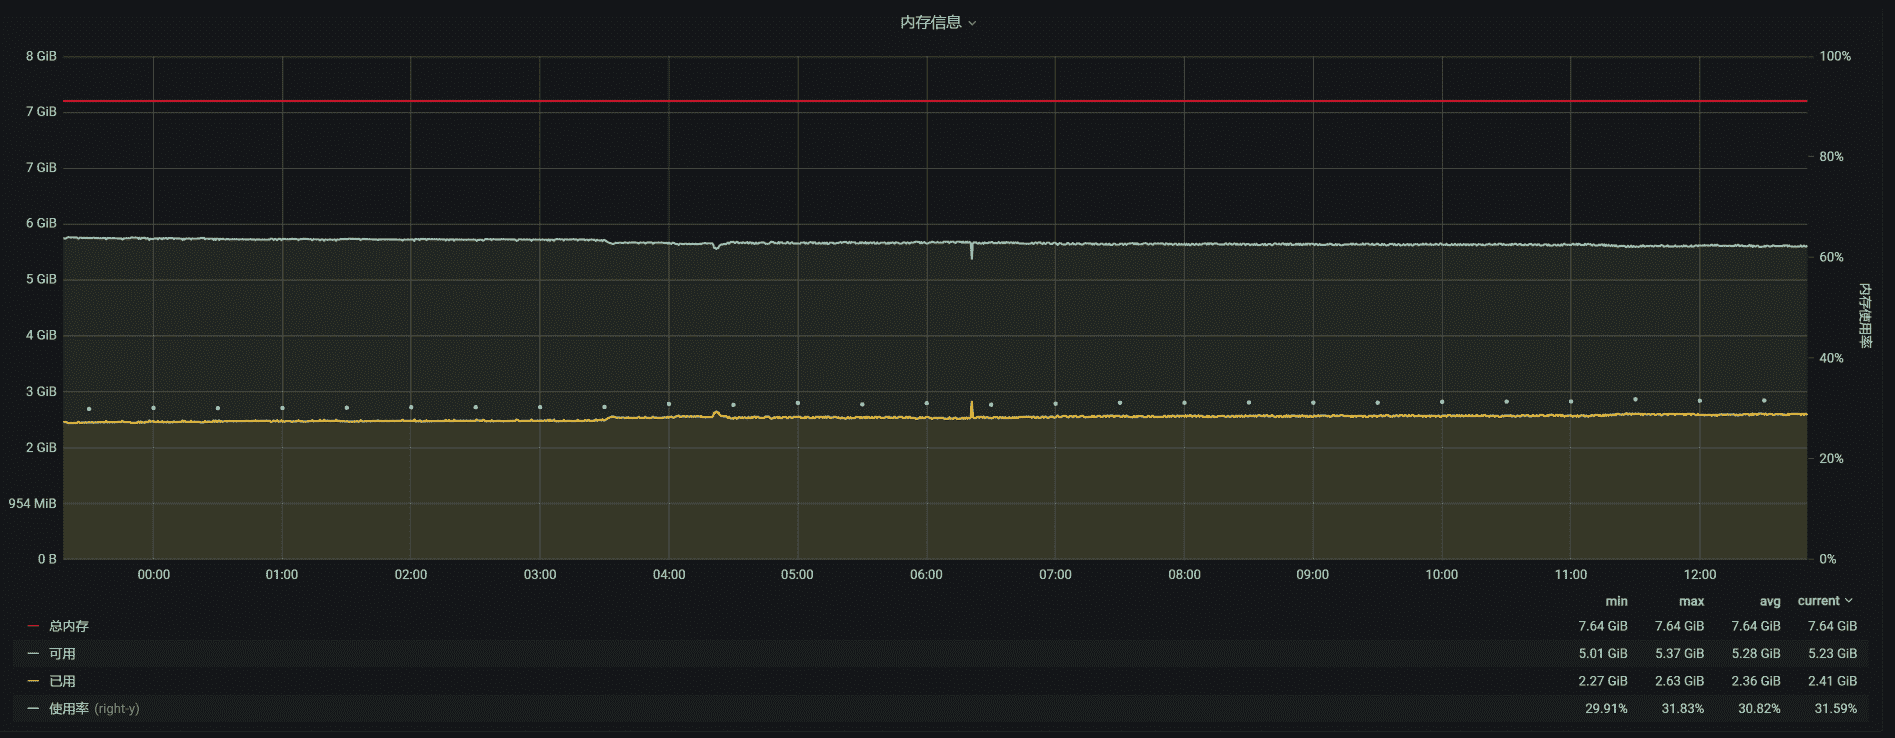 内存信息
8 GiB
100%
7 GiB
7 GiB
80%
6 GiB
60%
5 GiB
内存使用率
4 GiB
40%
3 GiB
2 GiB
20%
954 MiB
0 B
0%
00:00 01:00 02:00 03:00 04:00 05:00 06:00 07:00 08:00 09:00 10:00 11:00 12:00
min max avg current
总内存 7.64 GiB 7.64 GiB 7.64 GiB 7.64 GiB
可用 5.01 GiB 5.37 GiB 5.28 GiB 5.23 GiB
已用 2.27 GiB 2.63 GiB 2.36 GiB 2.41 GiB
使用率 (right-y) 29.91% 31.83% 30.82% 31.59%